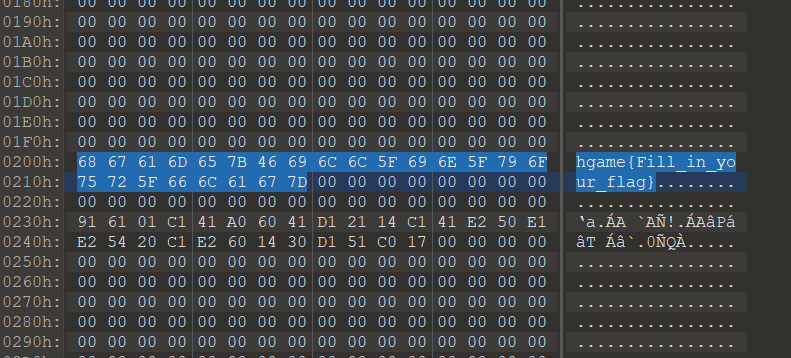 0180h: 00 00 00 00 00 00 00 00 00 00 00 00 00 00 00 00 ................
0190h: 00 00 00 00 00 00 00 00 00 00 00 00 00 00 00 00 ................
01A0h: 00 00 00 00 00 00 00 00 00 00 00 00 00 00 00 00 ................
01B0h: 00 00 00 00 00 00 00 00 00 00 00 00 00 00 00 00 ................
01C0h: 00 00 00 00 00 00 00 00 00 00 00 00 00 00 00 00 ................
01D0h: 00 00 00 00 00 00 00 00 00 00 00 00 00 00 00 00 ................
01E0h: 00 00 00 00 00 00 00 00 00 00 00 00 00 00 00 00 ................
01F0h: 00 00 00 00 00 00 00 00 00 00 00 00 00 00 00 00 ................
0200h: 68 67 61 6D 65 7B 46 69 6C 6C 5F 69 6E 5F 79 6F hgame{Fill_in_yo
0210h: 75 72 5F 66 6C 61 67 7D 00 00 00 00 00 00 00 00 ur_flag}........
0220h: 00 00 00 00 00 00 00 00 00 00 00 00 00 00 00 00 ................
0230h: 91 61 01 C1 41 A0 60 41 D1 21 14 C1 41 E2 50 E1 ‘a.ÁA `AÑ!.ÁAâPá
0240h: E2 54 20 C1 E2 60 14 30 D1 51 C0 17 00 00 00 00 âT Áâ`.0ÑQÀ.....
0250h: 00 00 00 00 00 00 00 00 00 00 00 00 00 00 00 00 ................
0260h: 00 00 00 00 00 00 00 00 00 00 00 00 00 00 00 00 ................
0270h: 00 00 00 00 00 00 00 00 00 00 00 00 00 00 00 00 ................
0280h: 00 00 00 00 00 00 00 00 00 00 00 00 00 00 00 00 ................
0290h: 00 00 00 00 00 00 00 00 00 00 00 00 00 00 00 00 ................